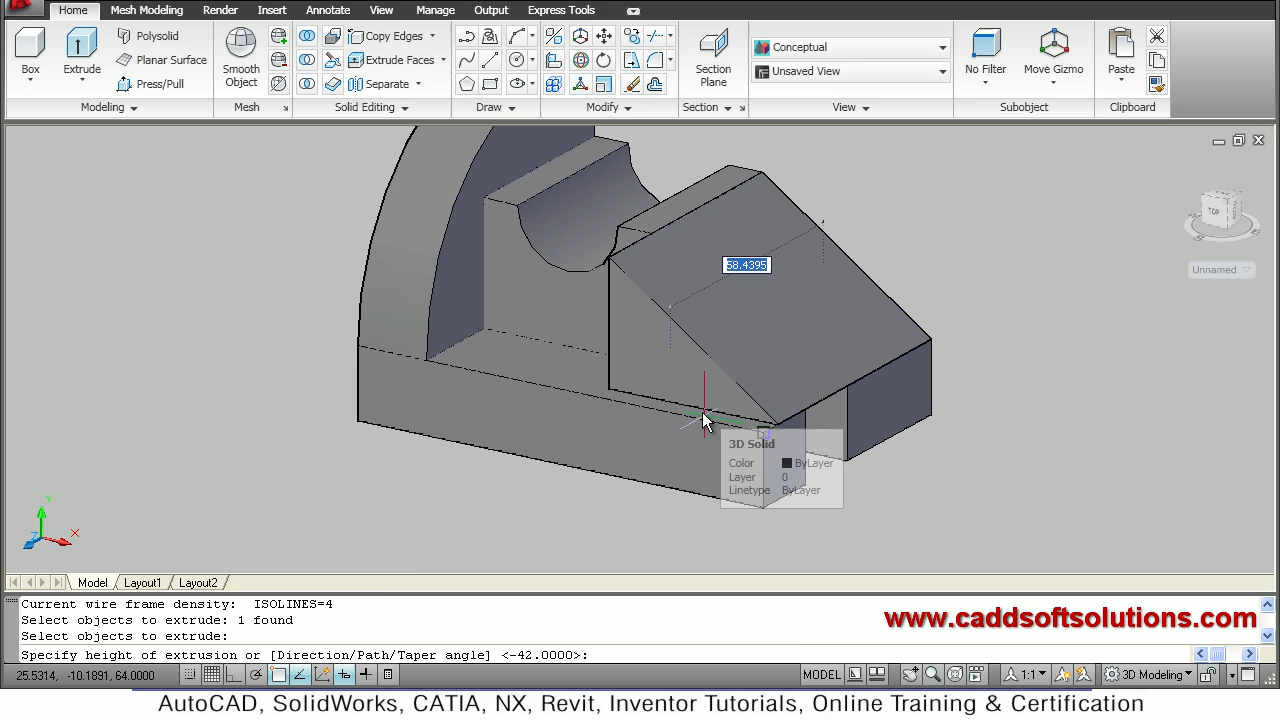 Home Mesh Modeling Render Insert Annotate View Manage Output Express Tools
Polysolid
Planar Surface
Press/Pull
Box
Extrude
Smooth
Object
Copy Edges
Extrude Faces
Separate
Section
Plane
Conceptual
Unsaved View
No Filter
Move Gizmo
Paste
Modeling Mesh Solid Editing Draw Modify Section View Subobject Clipboard
TOP
Unnamed
58.4395
3D Solid
Color ByLayer
Layer 0
Linetype ByLayer
Y
Z X
Model Layout1 Layout2
Current wire frame density: ISOLINES=4
Select objects to extrude: 1 found
Select objects to extrude:
Specify height of extrusion or [Direction/Path/Taper angle] <-42.0000>:
www.caddsoftsolutions.com
25.5314, -10.1891, 64.0000
MODEL
1:1
3D Modeling
AutoCAD, SolidWorks, CATIA, NX, Revit, Inventor Tutorials, Online Training & Certification